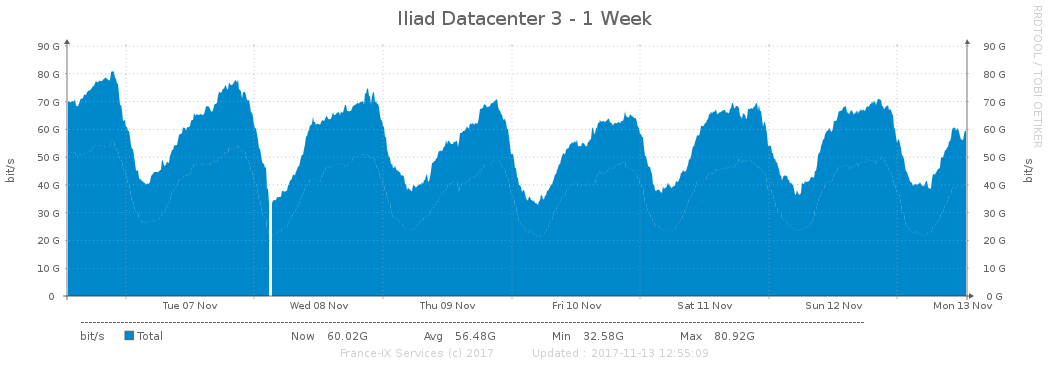 Iliad Datacenter 3 - 1 Week
RRDTOOL / TOBI OETIKER
90 G 90 G
80 G 80 G
70 G 70 G
60 G 60 G
50 G 50 G
40 G 40 G
30 G 30 G
20 G 20 G
10 G 10 G
0 0 G
bit/s bit/s
Tue 07 Nov Wed 08 Nov Thu 09 Nov Fri 10 Nov Sat 11 Nov Sun 12 Nov Mon 13 Nov
bit/s Total Now 60.02G Avg 56.48G Min 32.58G Max 80.92G
France-IX Services (c) 2017 Updated : 2017-11-13 12:55:09